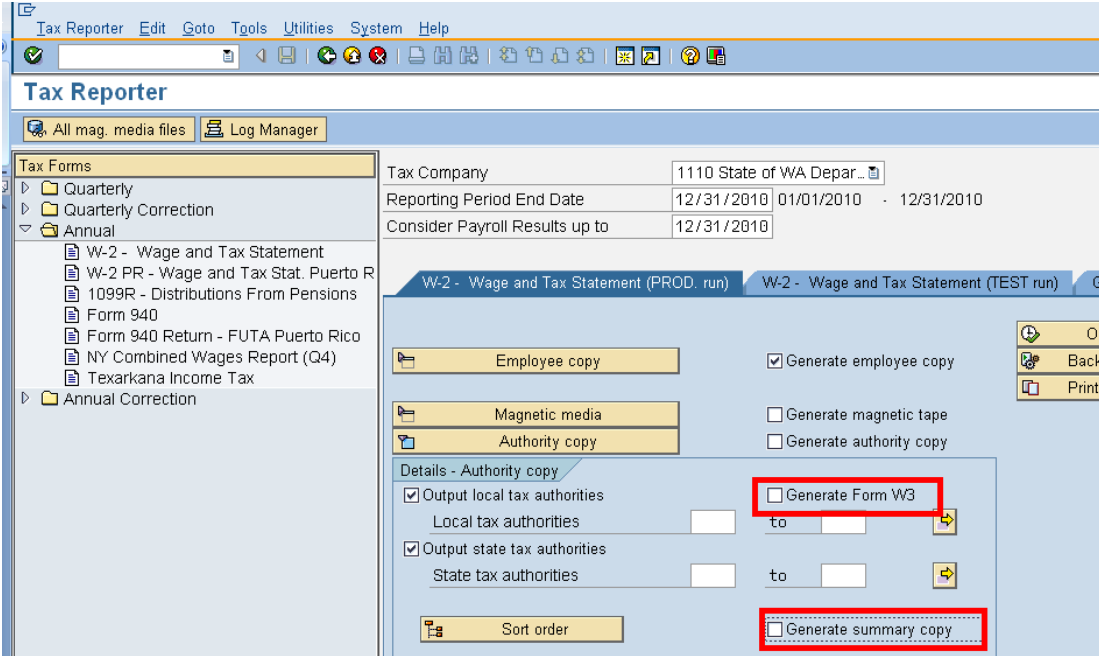 Tax Reporter Edit Goto Tools Utilities System Help
Tax Reporter
All mag. media files Log Manager
Tax Forms
Quarterly
Quarterly Correction
Annual
W-2 - Wage and Tax Statement
W-2 PR - Wage and Tax Stat. Puerto R
1099R - Distributions From Pensions
Form 940
Form 940 Return - FUTA Puerto Rico
NY Combined Wages Report (Q4)
Texarkana Income Tax
Annual Correction
Tax Company 1110 State of WA Depar…
Reporting Period End Date 12/31/2010 01/01/2010 - 12/31/2010
Consider Payroll Results up to 12/31/2010
W-2 - Wage and Tax Statement (PROD. run) W-2 - Wage and Tax Statement (TEST run)
Employee copy Generate employee copy Back
Print
Magnetic media Generate magnetic tape
Authority copy Generate authority copy
Details - Authority copy
Output local tax authorities Generate Form W3
Local tax authorities to
Output state tax authorities
State tax authorities to
Sort order Generate summary copy